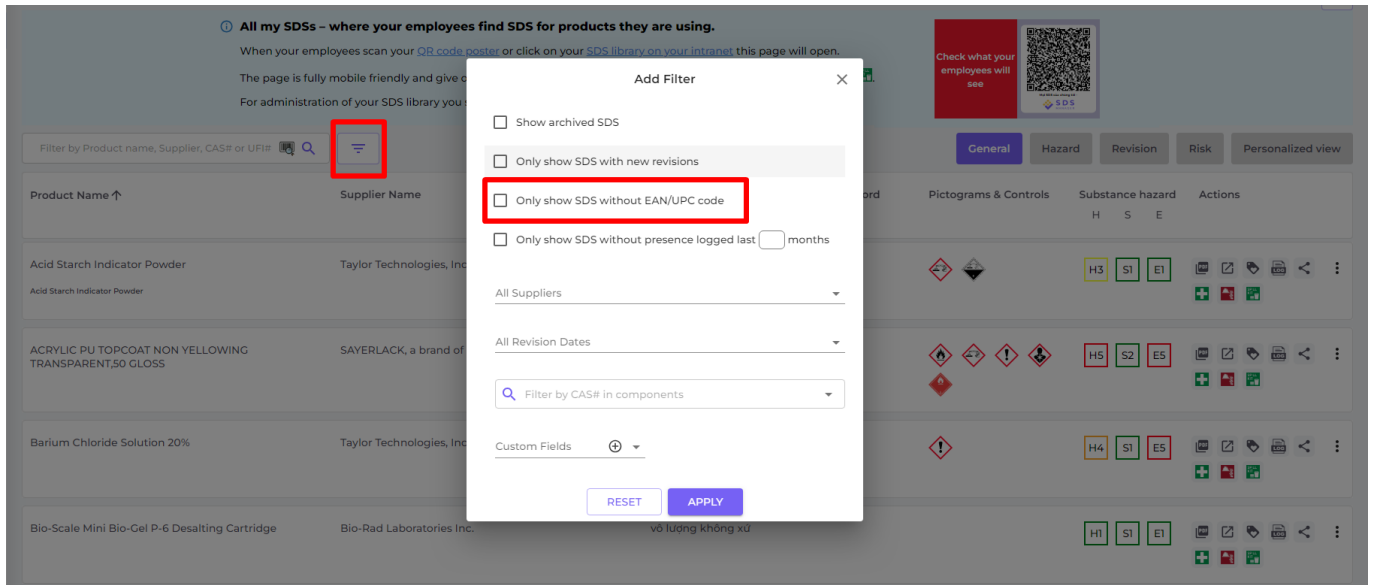 All my SDSs – where your employees find SDS for products they are using.
When your employees scan your QR code poster or click on your SDS library on your intranet this page will open.
The page is fully mobile friendly and give
For administration of your SDS library you
Check what your
employees will
see
SDS
Filter by Product name, Supplier, CAS# or UFI#
General Hazard Revision Risk Personalized view
Product Name Supplier Name Pictograms & Controls Substance hazard Actions
H S E
Acid Starch Indicator Powder Taylor Technologies, Inc
Acid Starch Indicator Powder
H3 S1 E1
ACRYLIC PU TOPCOAT NON YELLOWING
TRANSPARENT,50 GLOSS
SAYERLACK, a brand of
H5 S2 E5
Barium Chloride Solution 20% Taylor Technologies, Inc
H4 S1 E5
Bio-Scale Mini Bio-Gel P-6 Desalting Cartridge Bio-Rad Laboratories Inc. vô lượng không xứ
H1 S1 E1
Add Filter
Show archived SDS
Only show SDS with new revisions
Only show SDS without EAN/UPC code
Only show SDS without presence logged last months
All Suppliers
All Revision Dates
Filter by CAS# in components
Custom Fields
RESET APPLY